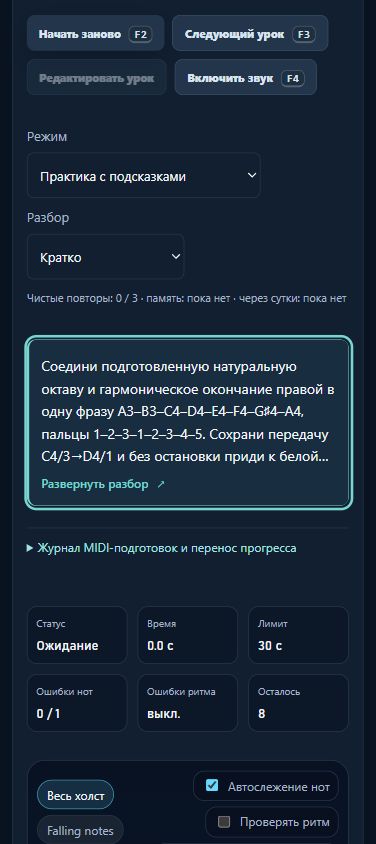 Начать заново F2 Следующий урок F3
Редактировать урок Включить звук F4
Режим
Практика с подсказками
Разбор
Кратко
Чистые повторы: 0 / 3 · память: пока нет · через сутки: пока нет
Соедини подготовленную натуральную
октаву и гармоническое окончание правой в
одну фразу A3–B3–C4–D4–E4–F4–G♯4–A4,
пальцы 1–2–3–1–2–3–4–5. Сохрани передачу
C4/3→D4/1 и без остановки приди к белой...
Развернуть разбор ↗
▶ Журнал MIDI-подготовок и перенос прогресса
Статус Время Лимит
Ожидание 0.0 с 30 с
Ошибки нот Ошибки ритма Осталось
0 / 1 выкл. 8
Весь холст Автослежение нот
Falling notes Проверять ритм